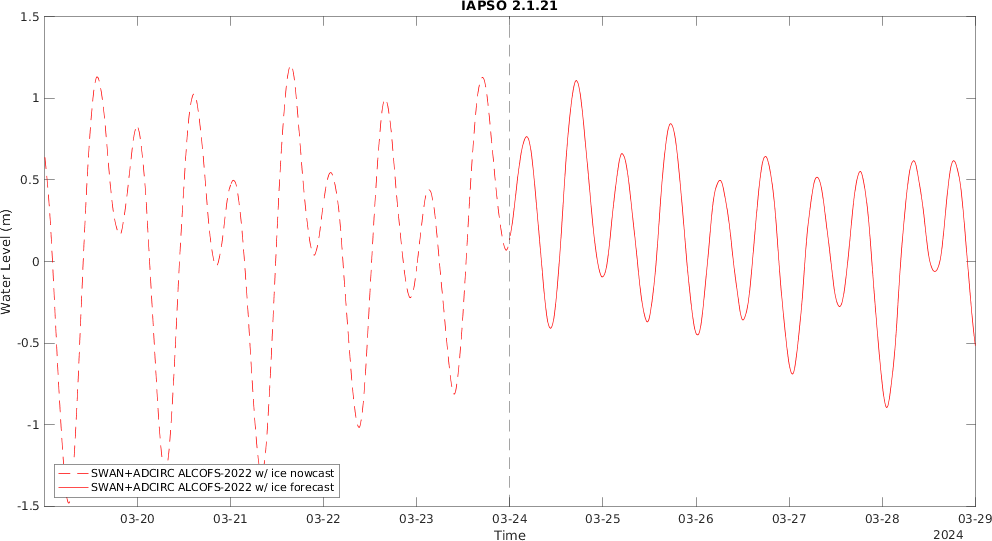 IAPSO 2.1.21
1.5
1
0.5
0
-0.5
-1
-1.5
Water Level (m)
SWAN+ADCIRC ALCOFS-2022 w/ ice nowcast
SWAN+ADCIRC ALCOFS-2022 w/ ice forecast
03-20 03-21 03-22 03-23 03-24 03-25 03-26 03-27 03-28 03-29
Time
2024